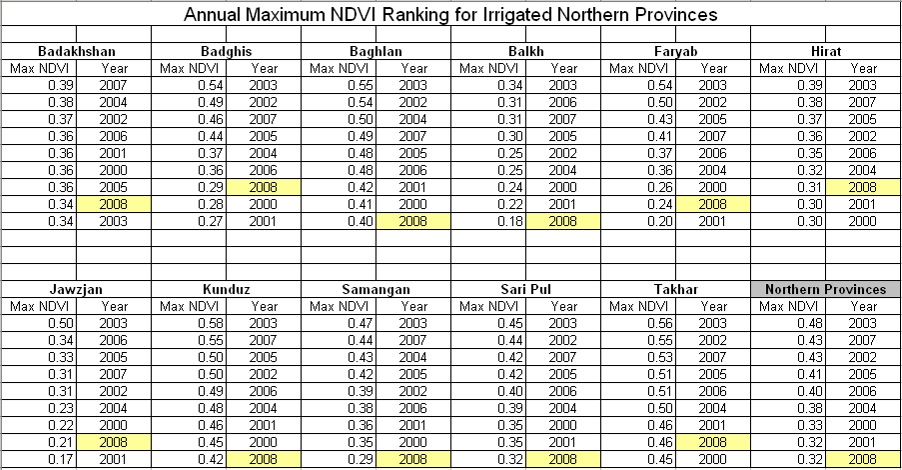 Annual Maximum NDVI Ranking for Irrigated Northern Provinces
Badakhshan Badghis Baghlan Balkh Faryab Hirat
Max NDVI Year Max NDVI Year Max NDVI Year Max NDVI Year Max NDVI Year Max NDVI Year
0.39 2007 0.54 2003 0.55 2003 0.34 2003 0.54 2003 0.39 2003
0.38 2004 0.49 2002 0.54 2002 0.31 2006 0.50 2002 0.38 2007
0.37 2002 0.46 2007 0.50 2004 0.31 2007 0.43 2005 0.37 2005
0.36 2006 0.44 2005 0.49 2007 0.30 2005 0.41 2007 0.36 2002
0.36 2001 0.37 2004 0.48 2005 0.25 2002 0.37 2006 0.35 2006
0.36 2000 0.36 2006 0.48 2006 0.25 2004 0.36 2004 0.32 2004
0.36 2005 0.29 2008 0.42 2001 0.24 2000 0.26 2000 0.31 2008
0.34 2008 0.28 2000 0.41 2000 0.22 2001 0.24 2008 0.30 2001
0.34 2003 0.27 2001 0.40 2008 0.18 2008 0.20 2001 0.30 2000
Jawzjan Kunduz Samangan Sari Pul Takhar Northern Provinces
Max NDVI Year Max NDVI Year Max NDVI Year Max NDVI Year Max NDVI Year Max NDVI Year
0.50 2003 0.58 2003 0.47 2003 0.45 2003 0.56 2003 0.48 2003
0.34 2006 0.55 2007 0.44 2007 0.44 2002 0.55 2002 0.43 2007
0.33 2005 0.50 2005 0.43 2004 0.42 2007 0.53 2007 0.43 2002
0.31 2007 0.50 2002 0.42 2005 0.42 2005 0.51 2005 0.41 2005
0.31 2002 0.49 2006 0.39 2002 0.40 2006 0.51 2006 0.40 2006
0.23 2004 0.48 2004 0.38 2006 0.39 2004 0.50 2004 0.38 2004
0.22 2000 0.46 2001 0.36 2001 0.35 2000 0.46 2001 0.33 2000
0.21 2008 0.45 2000 0.35 2000 0.35 2001 0.46 2008 0.32 2001
0.17 2001 0.42 2008 0.29 2008 0.32 2008 0.45 2000 0.32 2008